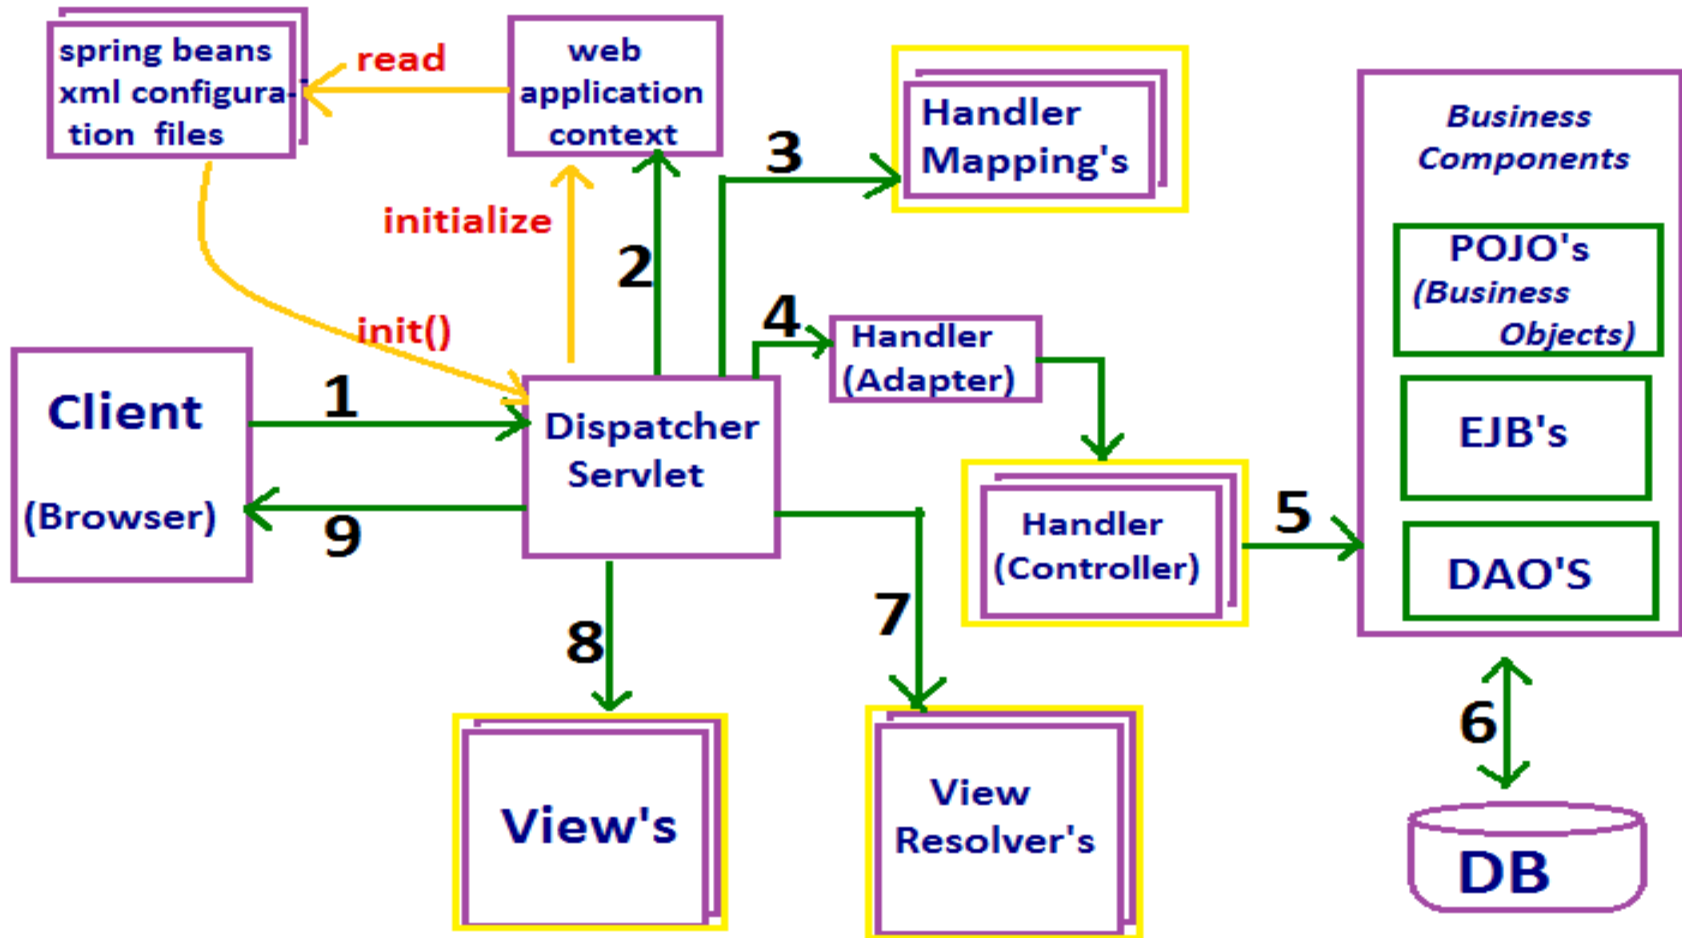 spring beans
xml configura-
tion files
read
web
application
context
initialize
init()
2
3
Handler
Mapping's
4
Handler
(Adapter)
Client
(Browser)
1
9
Dispatcher
Servlet
Handler
(Controller)
5
Business
Components
POJO's
(Business
Objects)
EJB's
DAO'S
6
DB
7
View
Resolver's
8
View's